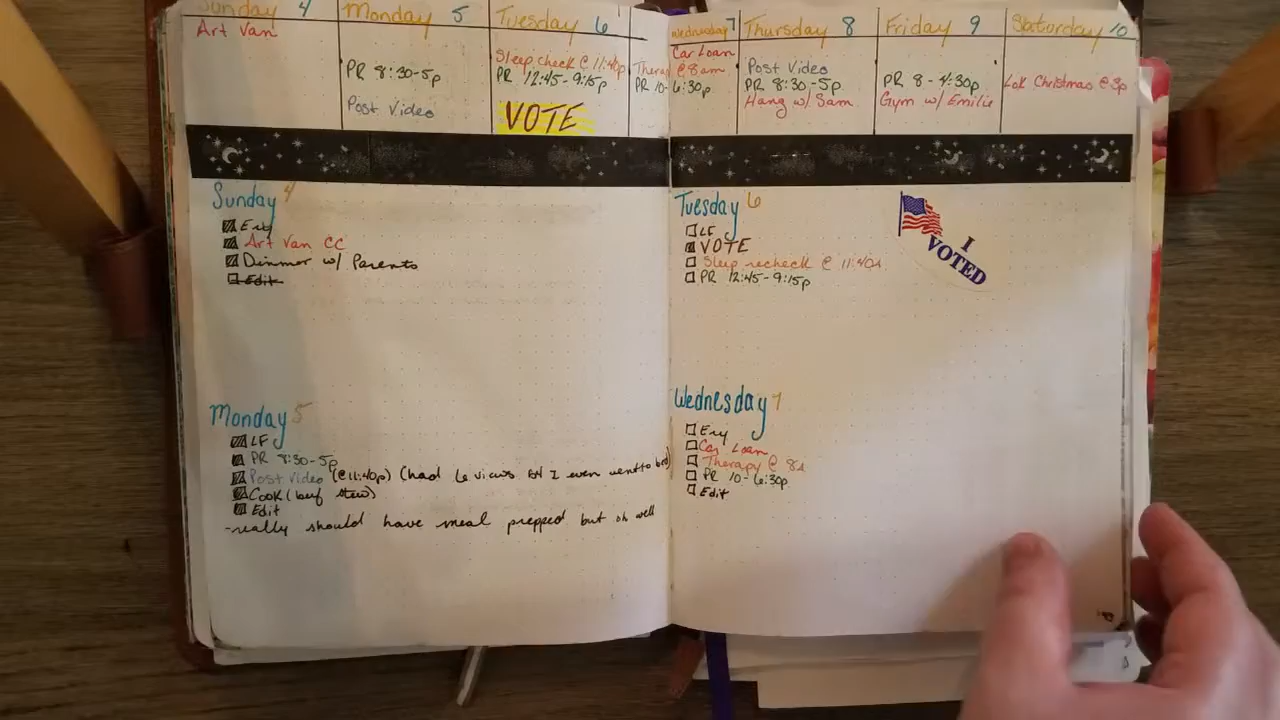 Sunday 4
Art Van
Monday 5
PR 8:30-5p
Post Video
Tuesday 6
Sleep check @ 11:40p
PR 12:45-9:15p
VOTE
Wednesday 7
Car Loan
Therapy @ 8am
PR 10-6:30p
Thursday 8
Post Video
PR 8:30-5p
Hang w/ Sam
Friday 9
PR 8-4:30p
Gym w/ Emilie
Saturday 10
Christmas @ 3p
Sunday 4
Art Van CC
Dinner w/ Parents
Edit
Monday 5
LF
PR 8:30-5p
Post Video (@11:40p) (had 6 views I even went to bed)
Cook (beef stew)
Edit
-really should have meal prepped but oh well
Tuesday 6
LF
VOTE
Sleep recheck @ 11:40a
PR 12:45-9:15p
I VOTED
Wednesday 7
Car Loan
Therapy @ 8a
PR 10-6:30p
Edit